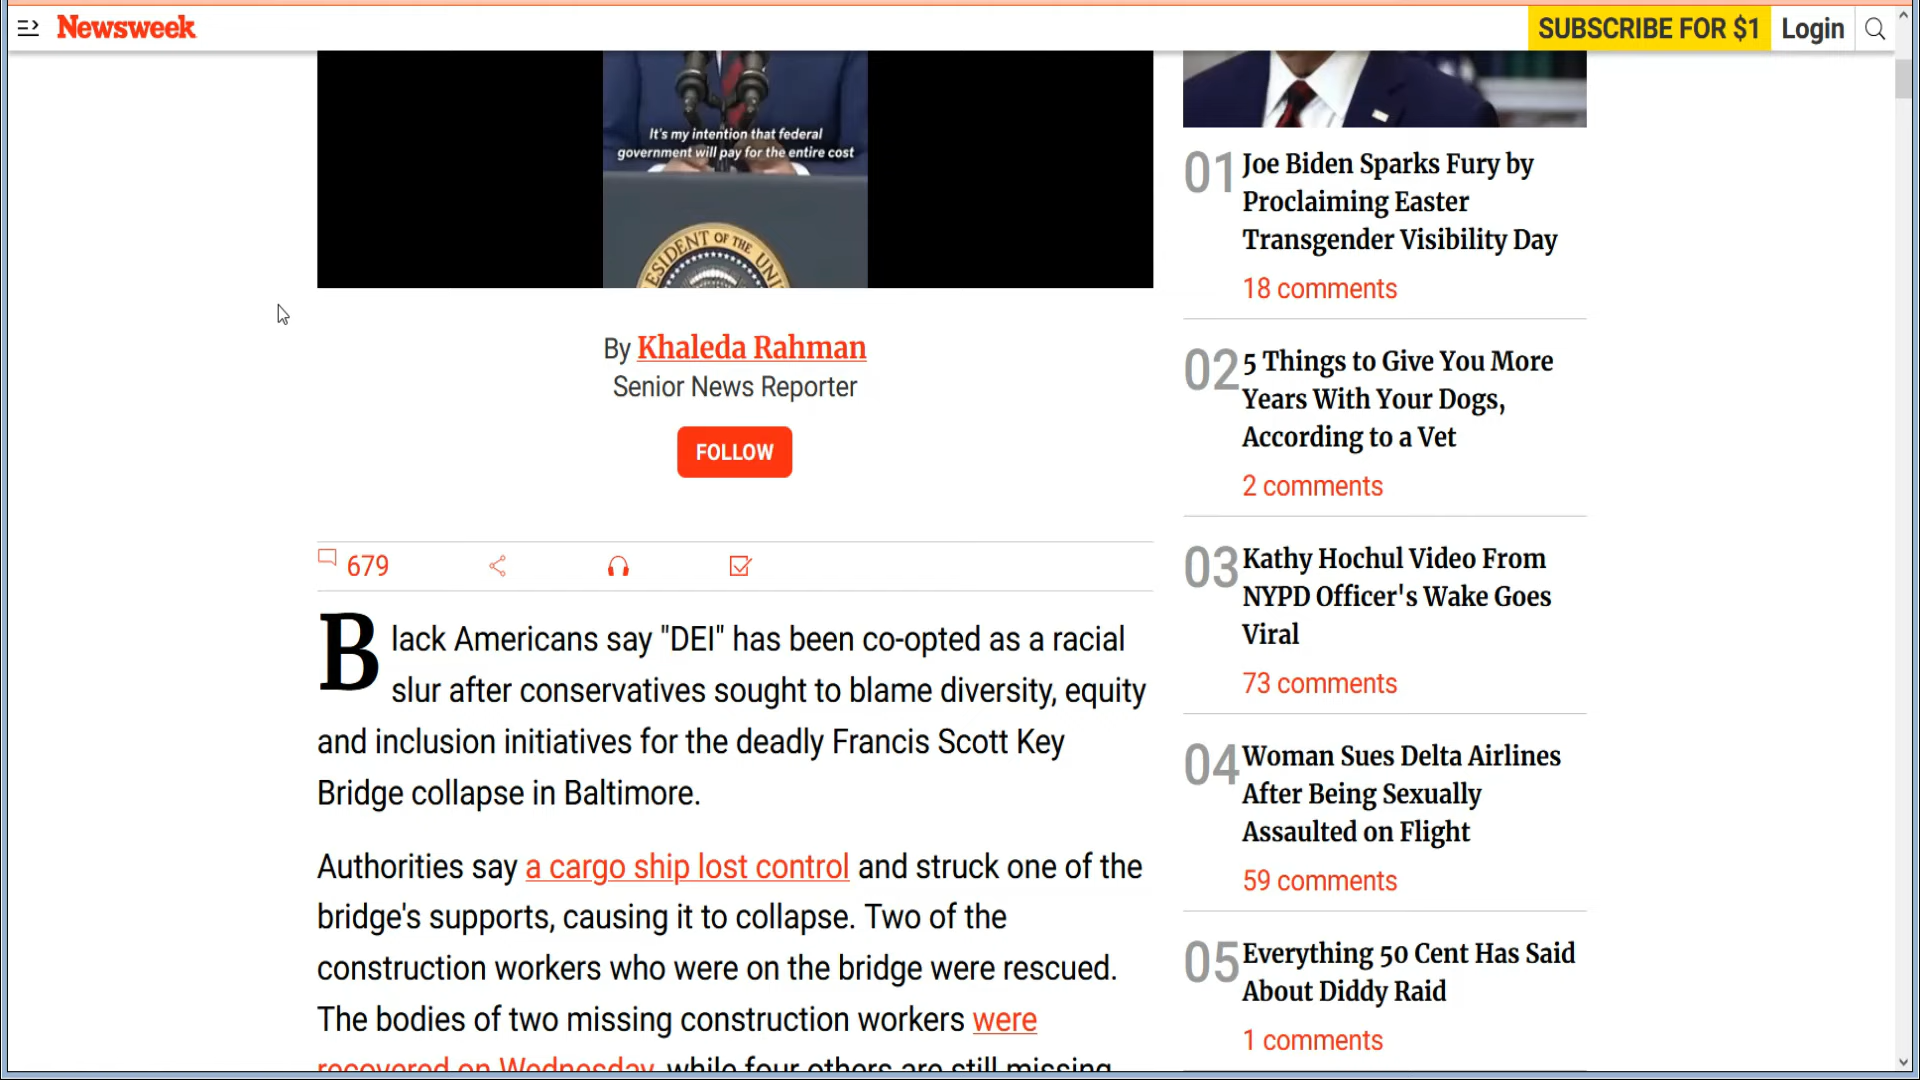 Newsweek
SUBSCRIBE FOR $1
Login
It's my intention that federal
government will pay for the entire cost
PRESIDENT OF THE UNI
By Khaleda Rahman
Senior News Reporter
FOLLOW
679
Black Americans say "DEI" has been co-opted as a racial
slur after conservatives sought to blame diversity, equity
and inclusion initiatives for the deadly Francis Scott Key
Bridge collapse in Baltimore.
Authorities say a cargo ship lost control and struck one of the
bridge's supports, causing it to collapse. Two of the
construction workers who were on the bridge were rescued.
The bodies of two missing construction workers were
recovered on Wednesday, while four others are still missing
01 Joe Biden Sparks Fury by
Proclaiming Easter
Transgender Visibility Day
18 comments
02 5 Things to Give You More
Years With Your Dogs,
According to a Vet
2 comments
03 Kathy Hochul Video From
NYPD Officer's Wake Goes
Viral
73 comments
04 Woman Sues Delta Airlines
After Being Sexually
Assaulted on Flight
59 comments
05 Everything 50 Cent Has Said
About Diddy Raid
1 comments